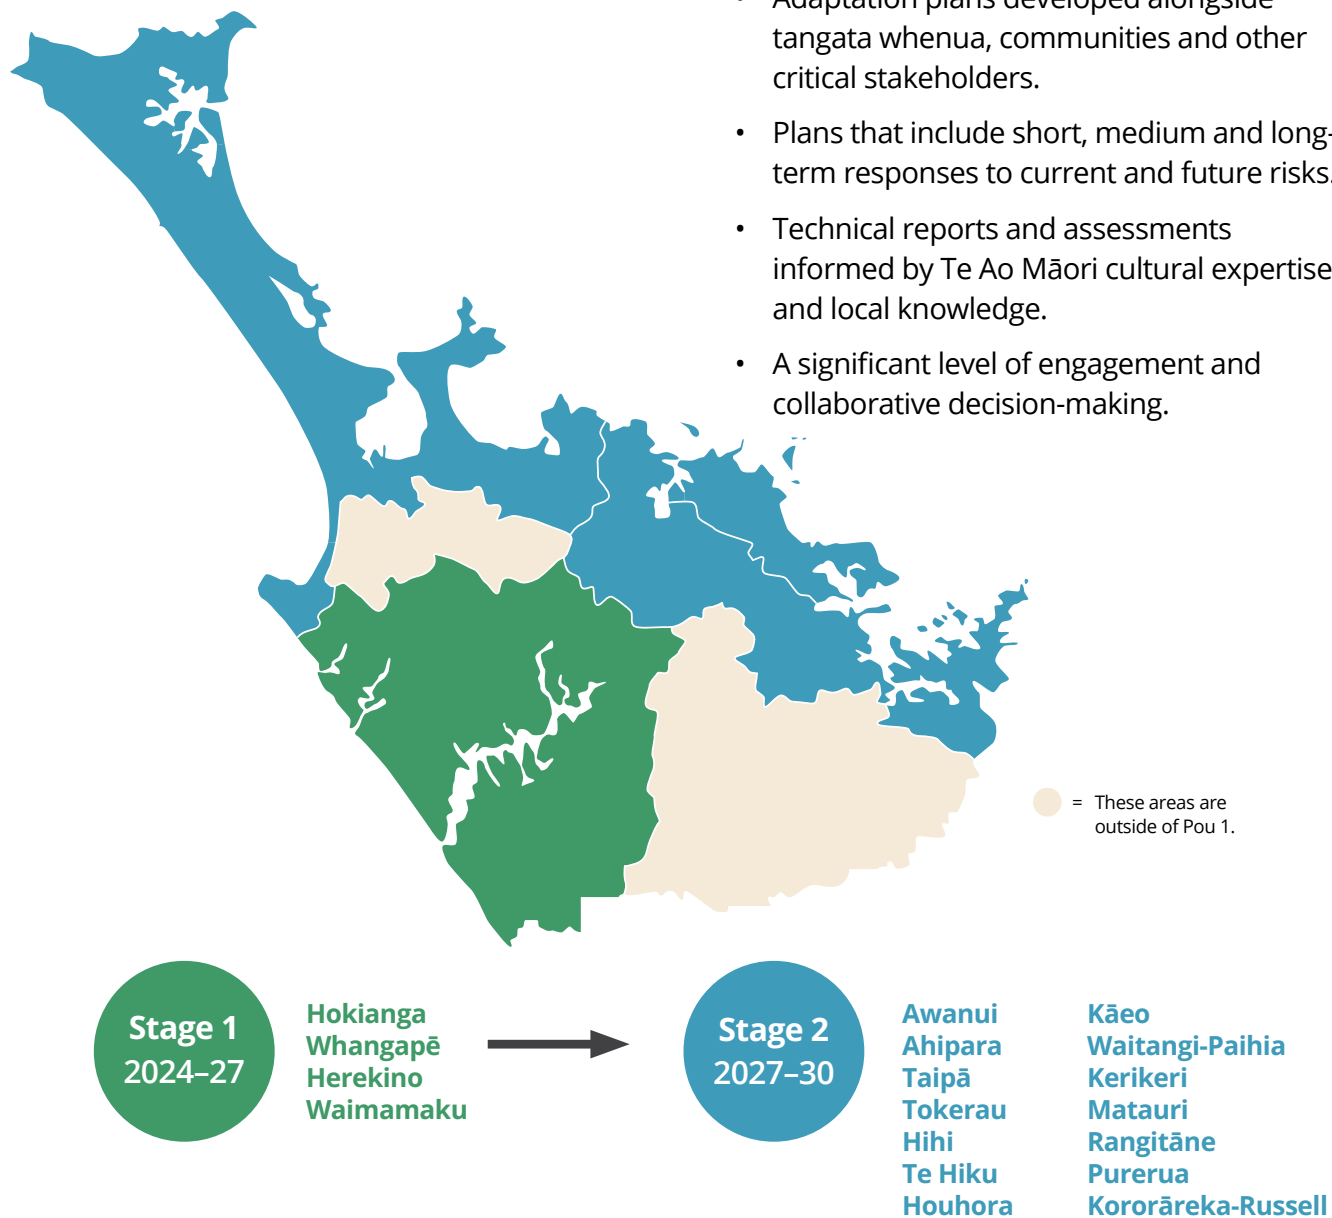 • Adaptation plans developed alongside
tangata whenua, communities and other
critical stakeholders.
• Plans that include short, medium and long-
term responses to current and future risks.
• Technical reports and assessments
informed by Te Ao Māori cultural expertise
and local knowledge.
• A significant level of engagement and
collaborative decision-making.
= These areas are
outside of Pou 1.
Stage 1
2024–27
Hokianga
Whangapē
Herekino
Waimamaku
Stage 2
2027–30
Awanui
Ahipara
Taipā
Tokerau
Hihi
Te Hiku
Houhora
Kāeo
Waitangi-Paihia
Kerikeri
Matauri
Rangitāne
Purerua
Kororāreka-Russell